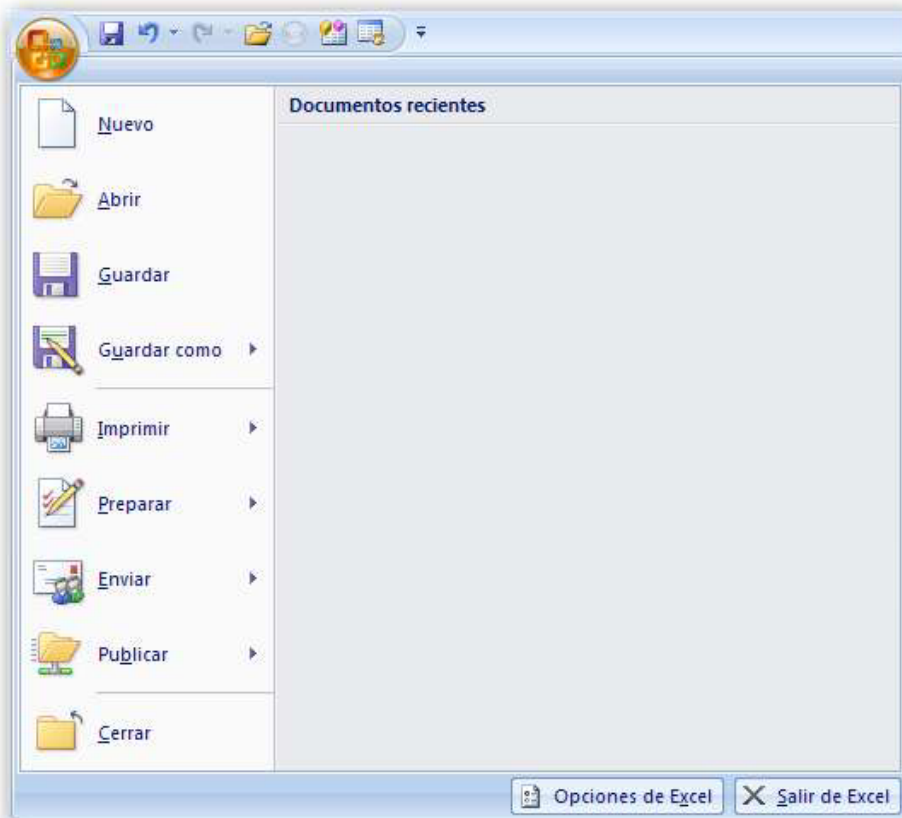 Documentos recientes
Nuevo
Abrir
Guardar
Guardar como
Imprimir
Preparar
Enviar
Publicar
Cerrar
Opciones de Excel
Salir de Excel